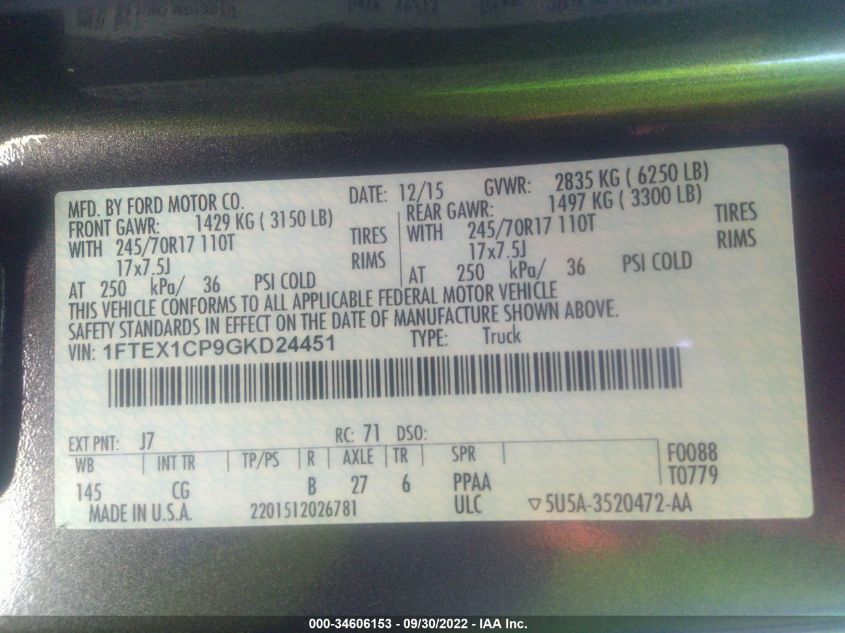 MFD. BY FORD MOTOR CO. DATE: 12/15 GVWR: 2835 KG ( 6250 LB)
FRONT GAWR: 1429 KG ( 3150 LB) REAR GAWR: 1497 KG ( 3300 LB)
WITH 245/70R17 110T TIRES WITH 245/70R17 110T TIRES
17x7.5J RIMS 17x7.5J RIMS
AT 250 kPa/ 36 PSI COLD AT 250 kPa/ 36 PSI COLD
THIS VEHICLE CONFORMS TO ALL APPLICABLE FEDERAL MOTOR VEHICLE
SAFETY STANDARDS IN EFFECT ON THE DATE OF MANUFACTURE SHOWN ABOVE.
VIN: 1FTEX1CP9GKD24451 TYPE: Truck
EXT PNT: J7 RC: 71 DSO:
WB INT TR TP/PS R AXLE TR SPR F0088
145 CG B 27 6 PPAA T0779
MADE IN U.S.A. 2201512026781 ULC ▽5U5A-3520472-AA
000-34606153 - 09/30/2022 - IAA Inc.